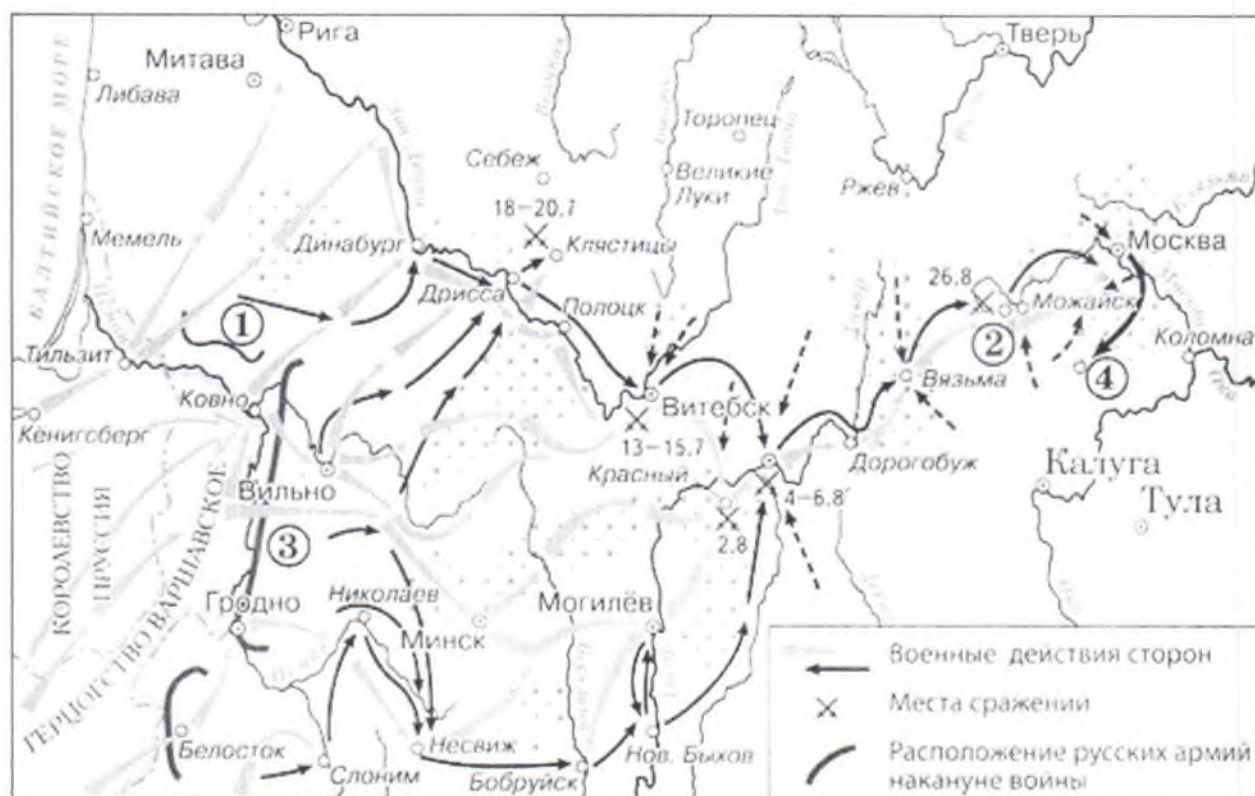 Рига
Тверь
Митава
Либава
БАЛТИЙСКОЕ МОРЕ
Торопец
Себеж
Великие
Луки
Ржев
18–20.7
Мемель
Динабург
Клястицы
Москва
Дрисса
26.8
Полоцк
Можайск
1
2
Коломна
Тильзит
4
Вязьма
Ковно
Витебск
Кёнигсберг
13–15.7
Красный
Дорогобуж
Калуга
Вильно
4–6.8
Тула
2.8
КОРОЛЕВСТВО
ПРУССИЯ
ГЕРЦОГСТВО ВАРШАВСКОЕ
3
Гродно
Николаев
Могилёв
Минск
Белосток
Слоним
Несвиж
Бобруйск
Нов. Быхов
Военные действия сторон
Места сражений
Расположение русских армий
накануне войны